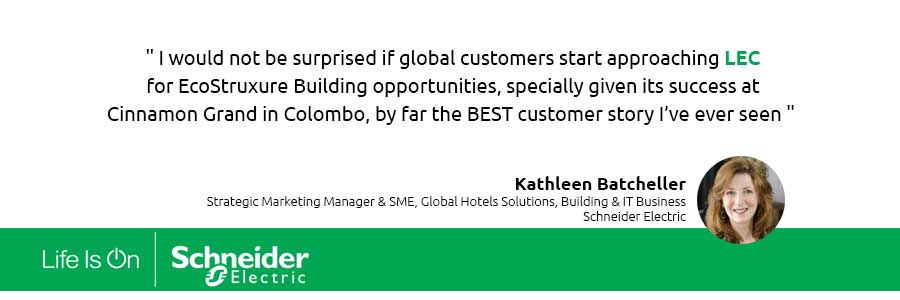 " I would not be surprised if global customers start approaching LEC
for EcoStruxure Building opportunities, specially given its success at
Cinnamon Grand in Colombo, by far the BEST customer story I’ve ever seen "
Kathleen Batcheller
Strategic Marketing Manager & SME, Global Hotels Solutions, Building & IT Business
Schneider Electric
Life Is On
Schneider
Electric